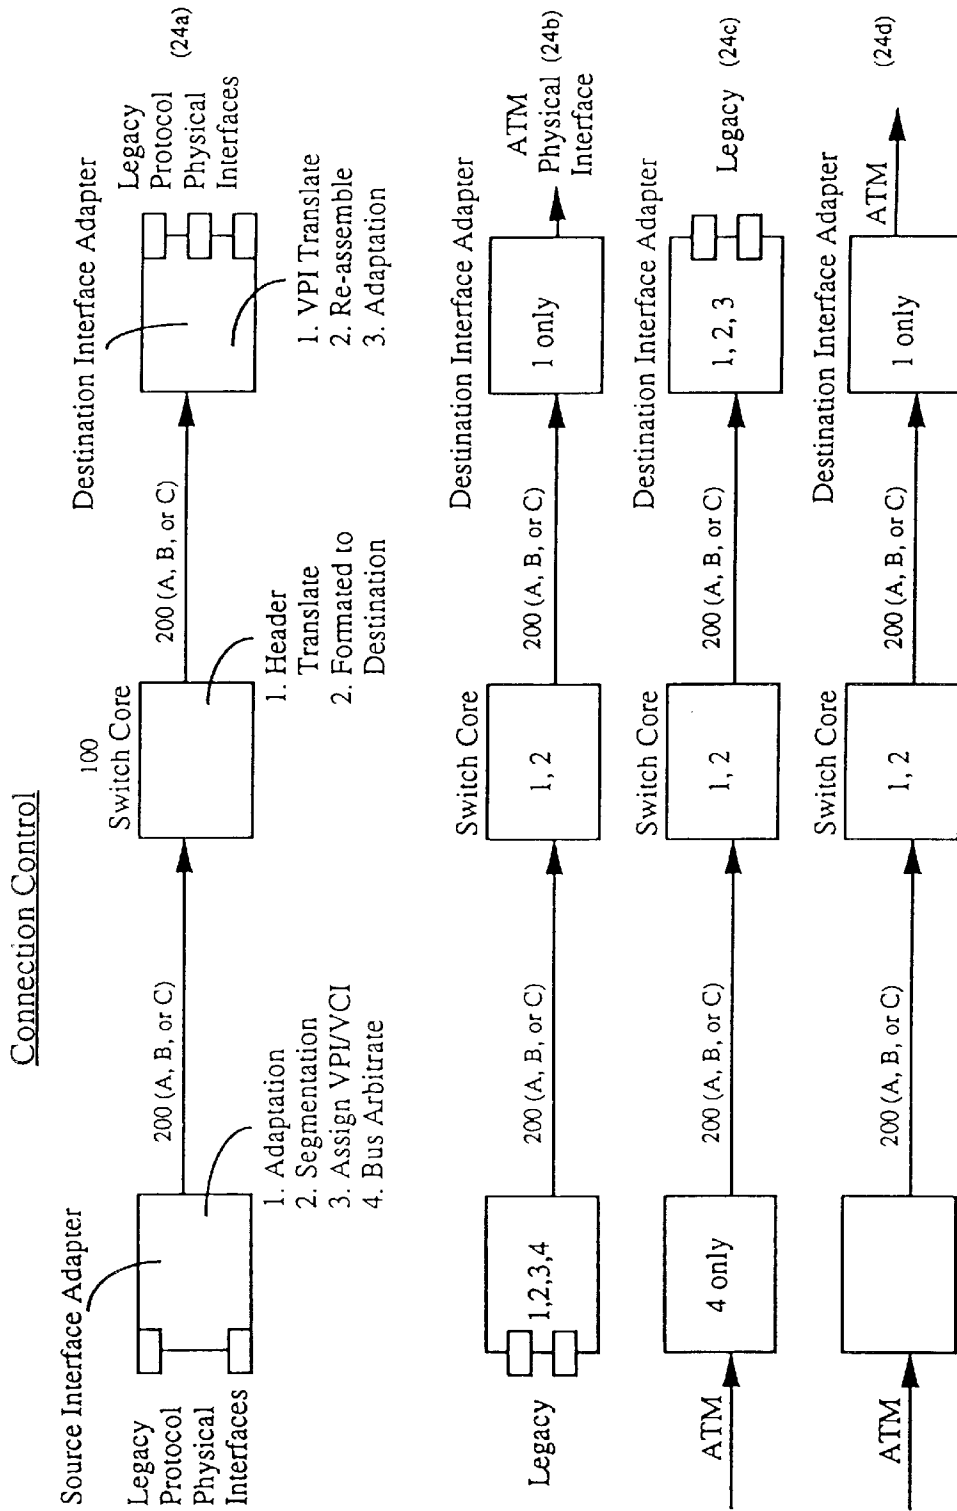 Connection Control
Source Interface Adapter
Legacy
Protocol
Physical
Interfaces
1. Adaptation
2. Segmentation
3. Assign VPI/VCI
4. Bus Arbitrate
200 (A, B, or C)
100
Switch Core
1. Header
Translate
2. Formated to
Destination
200 (A, B, or C)
Destination Interface Adapter
Legacy
Protocol
Physical
Interfaces
(24a)
1. VPI Translate
2. Re-assemble
3. Adaptation
Legacy
1,2,3,4
200 (A, B, or C)
Switch Core
1, 2
200 (A, B, or C)
Destination Interface Adapter
1 only
ATM
Physical
Interface
(24b)
ATM
4 only
200 (A, B, or C)
Switch Core
1, 2
200 (A, B, or C)
Destination Interface Adapter
1, 2, 3
Legacy
(24c)
ATM
200 (A, B, or C)
Switch Core
1, 2
200 (A, B, or C)
Destination Interface Adapter
1 only
ATM
(24d)